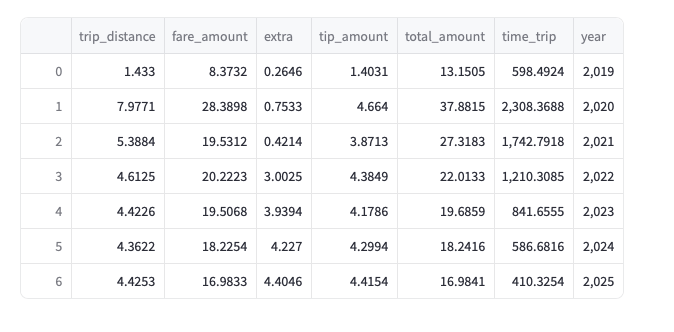 trip_distance fare_amount extra tip_amount total_amount time_trip year
0 1.433 8.3732 0.2646 1.4031 13.1505 598.4924 2,019
1 7.9771 28.3898 0.7533 4.664 37.8815 2,308.3688 2,020
2 5.3884 19.5312 0.4214 3.8713 27.3183 1,742.7918 2,021
3 4.6125 20.2223 3.0025 4.3849 22.0133 1,210.3085 2,022
4 4.4226 19.5068 3.9394 4.1786 19.6859 841.6555 2,023
5 4.3622 18.2254 4.227 4.2994 18.2416 586.6816 2,024
6 4.4253 16.9833 4.4046 4.4154 16.9841 410.3254 2,025